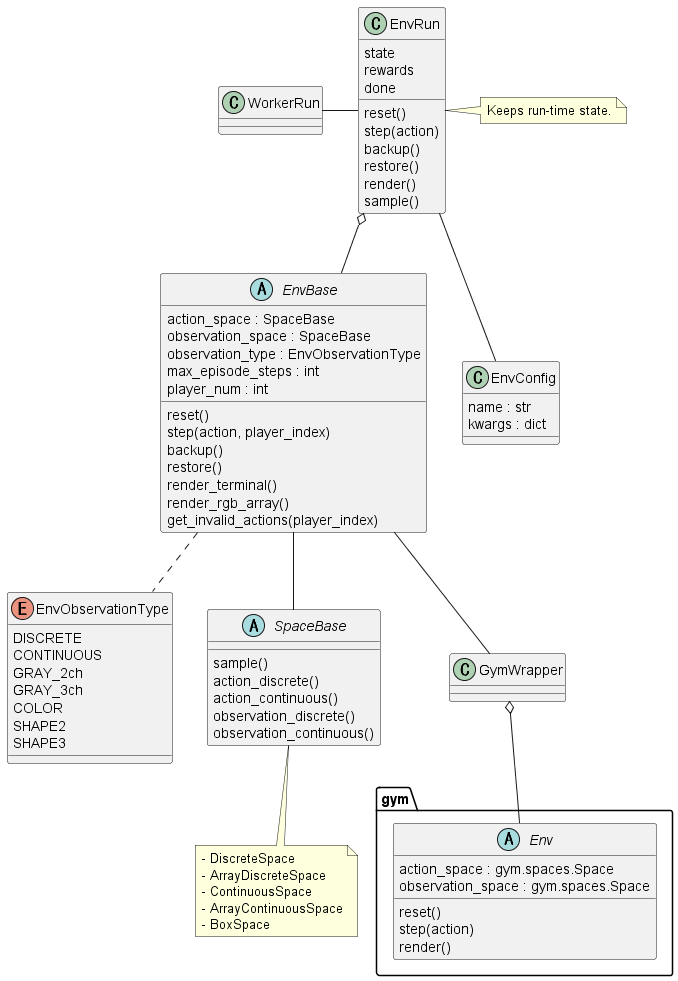 C EnvRun
state
rewards
done
reset()
step(action)
backup()
restore()
render()
sample()
C WorkerRun
Keeps run-time state.
A EnvBase
action_space : SpaceBase
observation_space : SpaceBase
observation_type : EnvObservationType
max_episode_steps : int
player_num : int
reset()
step(action, player_index)
backup()
restore()
render_terminal()
render_rgb_array()
get_invalid_actions(player_index)
C EnvConfig
name : str
kwargs : dict
E EnvObservationType
DISCRETE
CONTINUOUS
GRAY_2ch
GRAY_3ch
COLOR
SHAPE2
SHAPE3
A SpaceBase
sample()
action_discrete()
action_continuous()
observation_discrete()
observation_continuous()
C GymWrapper
- DiscreteSpace
- ArrayDiscreteSpace
- ContinuousSpace
- ArrayContinuousSpace
- BoxSpace
gym
A Env
action_space : gym.spaces.Space
observation_space : gym.spaces.Space
reset()
step(action)
render()